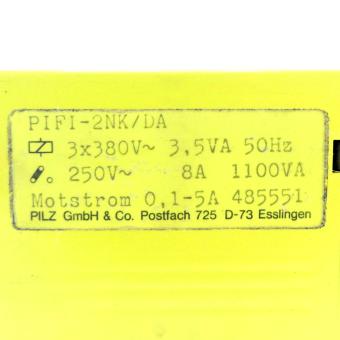 PIFI-2NK/DA
3x380V~ 3,5VA 50Hz
250V~ 8A 1100VA
Motstrom 0,1-5A 485551
PILZ GmbH & Co. Postfach 725 D-73 Esslingen